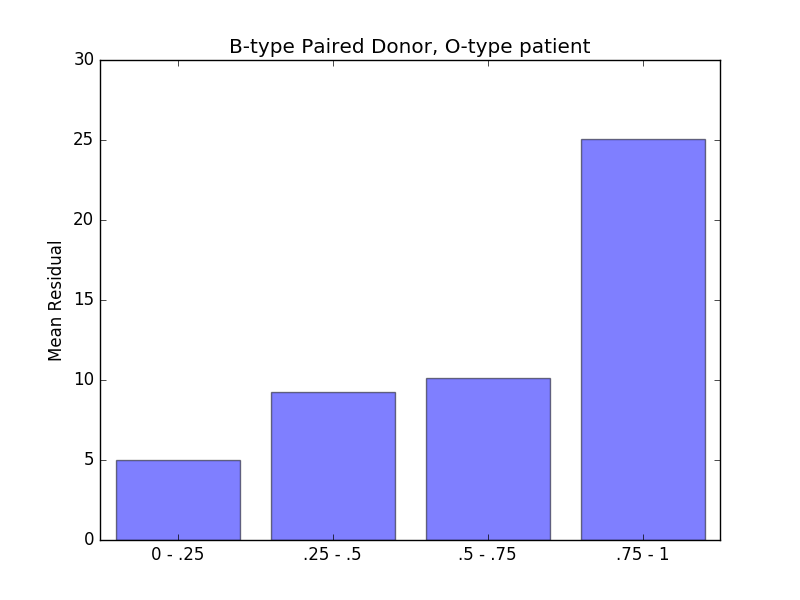 B-type Paired Donor, O-type patient
30
25
20
15
10
5
0
Mean Residual
0 - .25
.25 - .5
.5 - .75
.75 - 1